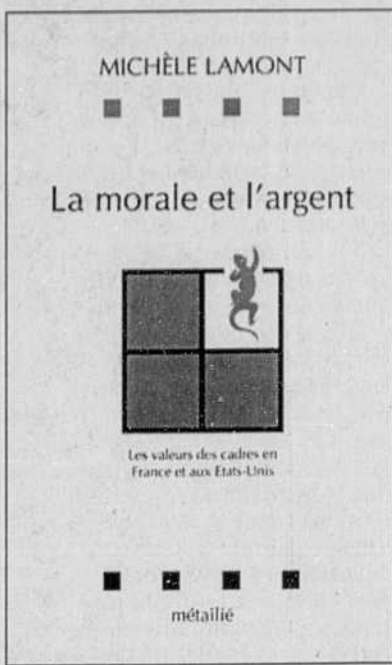 MICHÈLE LAMONT
La morale et l'argent
Les valeurs des cadres en
France et aux Etats-Unis
métailié